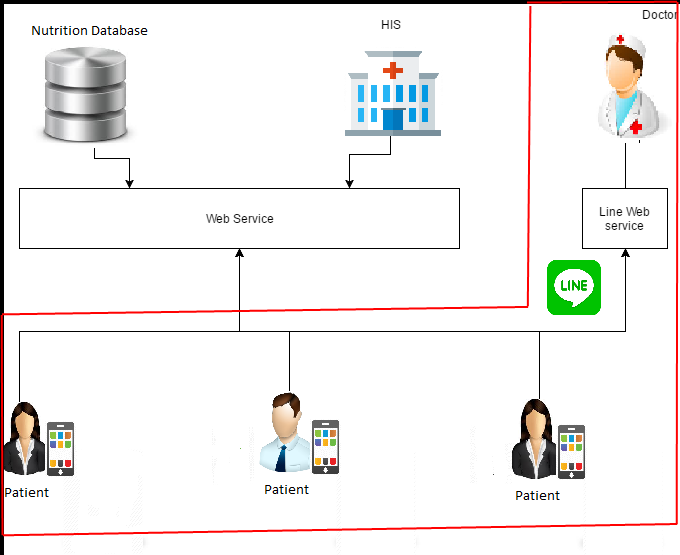 Doctor
HIS
Nutrition Database
Web Service
Line Web
service
LINE
Patient
Patient
Patient